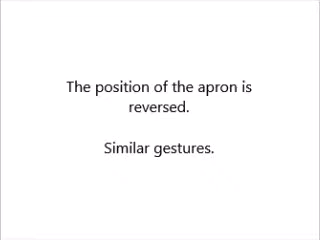 The position of the apron is
reversed.
Similar gestures.